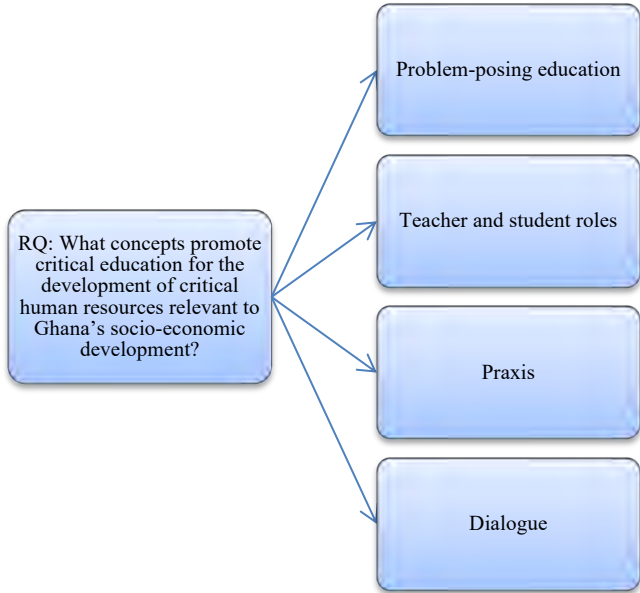 RQ: What concepts promote
critical education for the
development of critical
human resources relevant to
Ghana’s socio-economic
development?
Problem-posing education
Teacher and student roles
Praxis
Dialogue